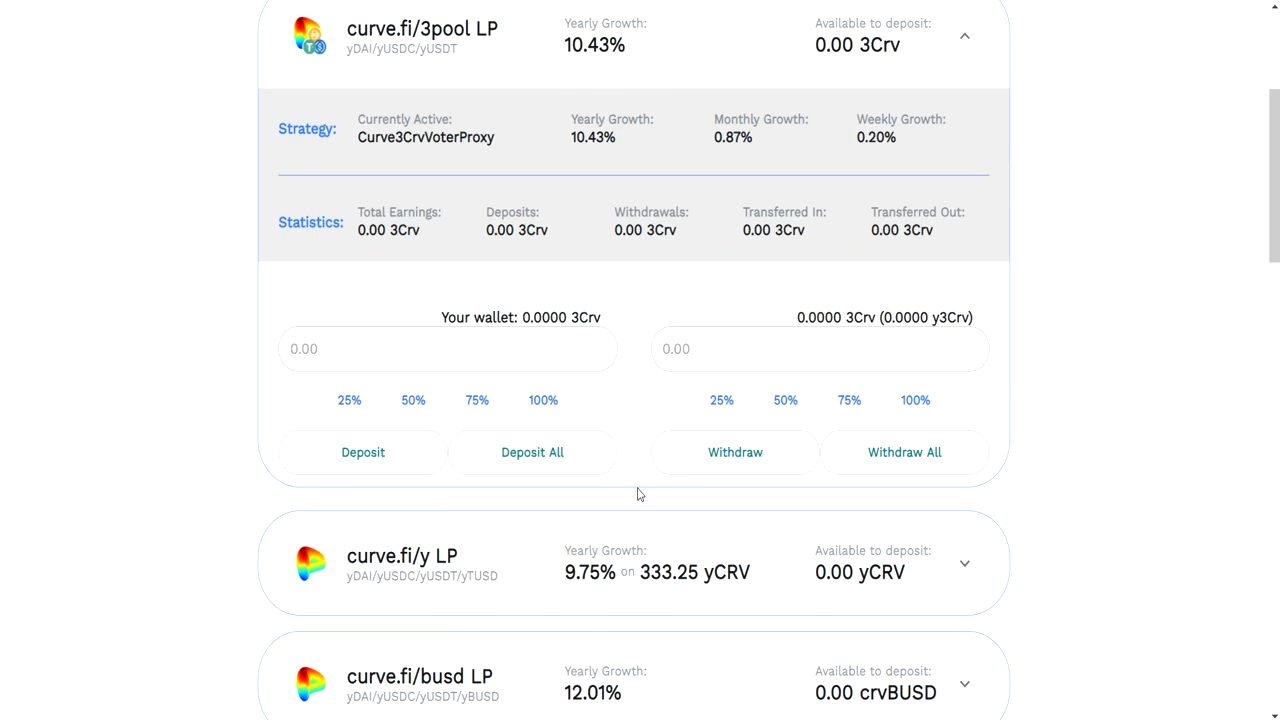 curve.fi/3pool LP
yDAI/yUSDC/yUSDT
Yearly Growth:
10.43%
Available to deposit:
0.00 3Crv
Strategy:
Currently Active:
Curve3CrvVoterProxy
Yearly Growth:
10.43%
Monthly Growth:
0.87%
Weekly Growth:
0.20%
Statistics:
Total Earnings:
0.00 3Crv
Deposits:
0.00 3Crv
Withdrawals:
0.00 3Crv
Transferred In:
0.00 3Crv
Transferred Out:
0.00 3Crv
Your wallet: 0.0000 3Crv
0.00
25% 50% 75% 100%
Deposit
Deposit All
0.0000 3Crv (0.0000 y3Crv)
0.00
25% 50% 75% 100%
Withdraw
Withdraw All
curve.fi/y LP
yDAI/yUSDC/yUSDT/yTUSD
Yearly Growth:
9.75% on 333.25 yCRV
Available to deposit:
0.00 yCRV
curve.fi/busd LP
yDAI/yUSDC/yUSDT/yBUSD
Yearly Growth:
12.01%
Available to deposit:
0.00 crvBUSD